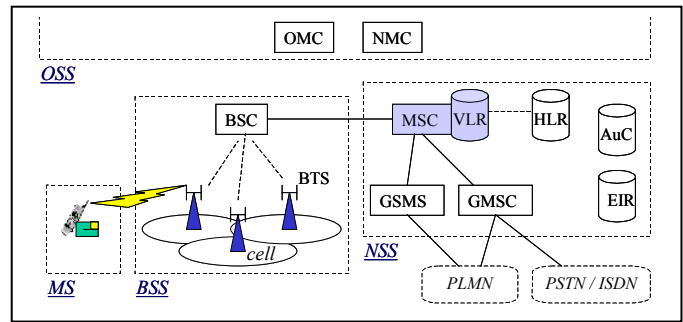 OMC
NMC
OSS
BSC
MSC
VLR
HLR
AuC
BTS
GSMS
GMSC
EIR
cell
NSS
MS
BSS
PLMN
PSTN / ISDN